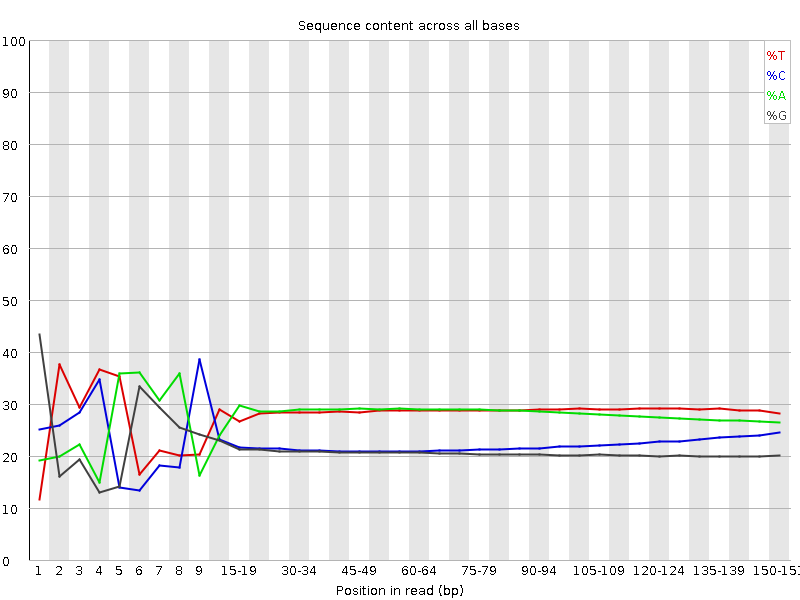 Sequence content across all bases
100
90
80
70
60
50
40
30
20
10
0
%T
%C
%A
%G
1 2 3 4 5 6 7 8 9 15-19 30-34 45-49 60-64 75-79 90-94 105-109 120-124 135-139 150-151
Position in read (bp)